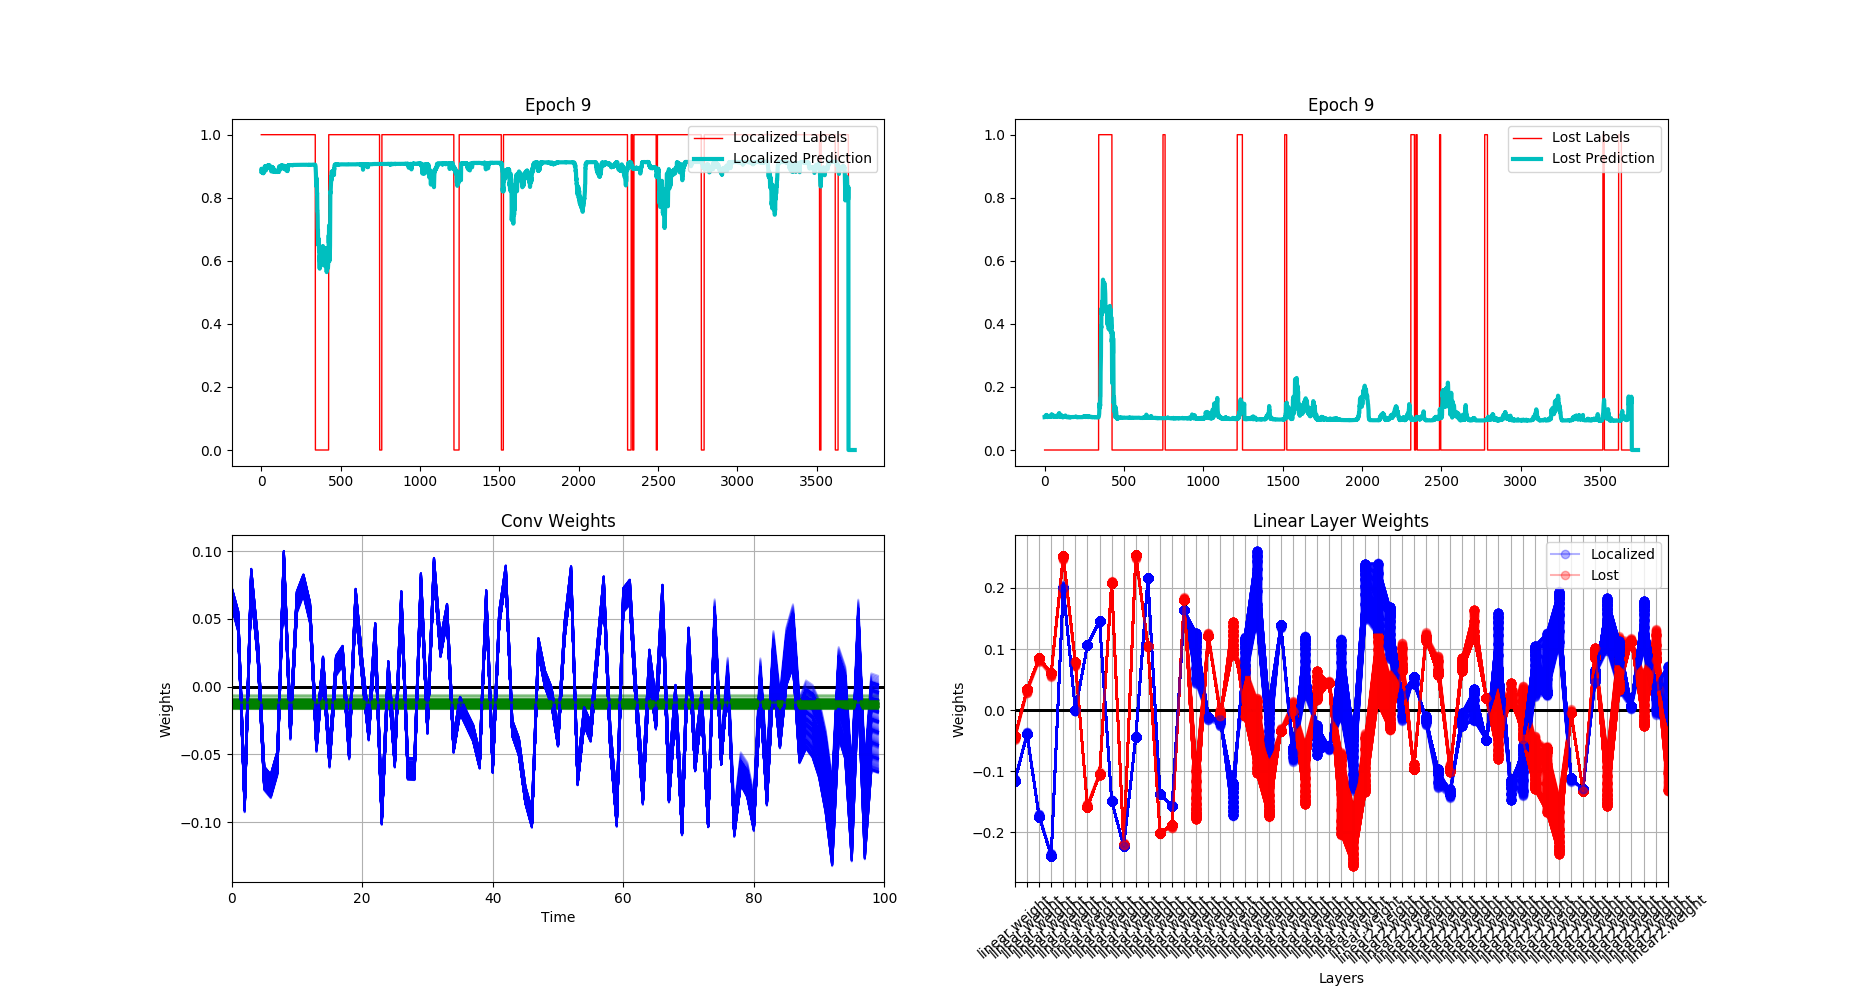 Epoch 9
1.0
0.8
0.6
0.4
0.2
0.0
0 500 1000 1500 2000 2500 3000 3500
Localized Labels
Localized Prediction
Epoch 9
1.0
0.8
0.6
0.4
0.2
0.0
0 500 1000 1500 2000 2500 3000 3500
Lost Labels
Lost Prediction
Conv Weights
Weights
0.10
0.05
0.00
−0.05
−0.10
0 20 40 60 80 100
Time
Linear Layer Weights
Weights
0.2
0.1
0.0
−0.1
−0.2
Localized
Lost
linear.weight
linear2.weight
Layers